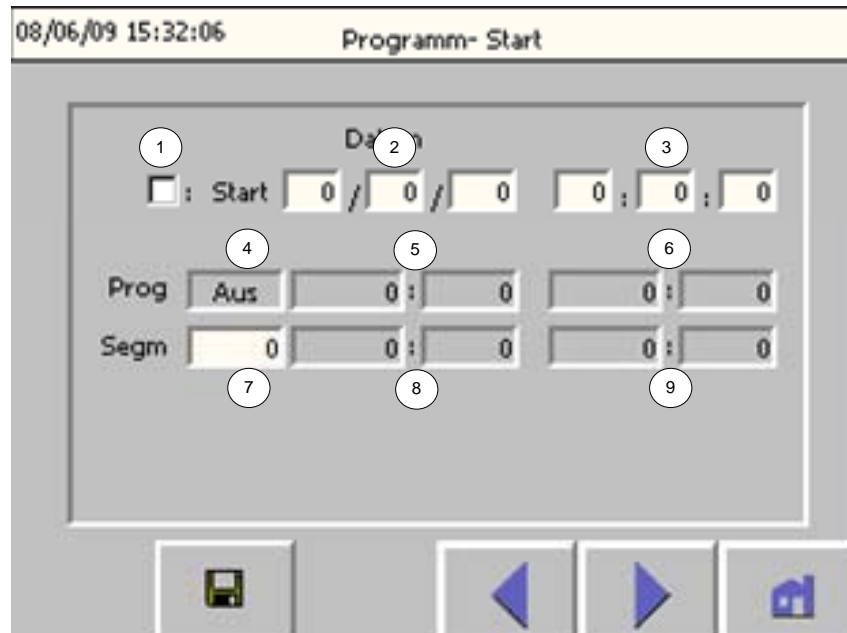 08/06/09 15:32:06 Programm- Start
1 2 3
: Start 0 / 0 / 0 0 : 0 : 0
4 5 6
Prog Aus 0 : 0 0 : 0
Segm 0 0 : 0 0 : 0
7 8 9